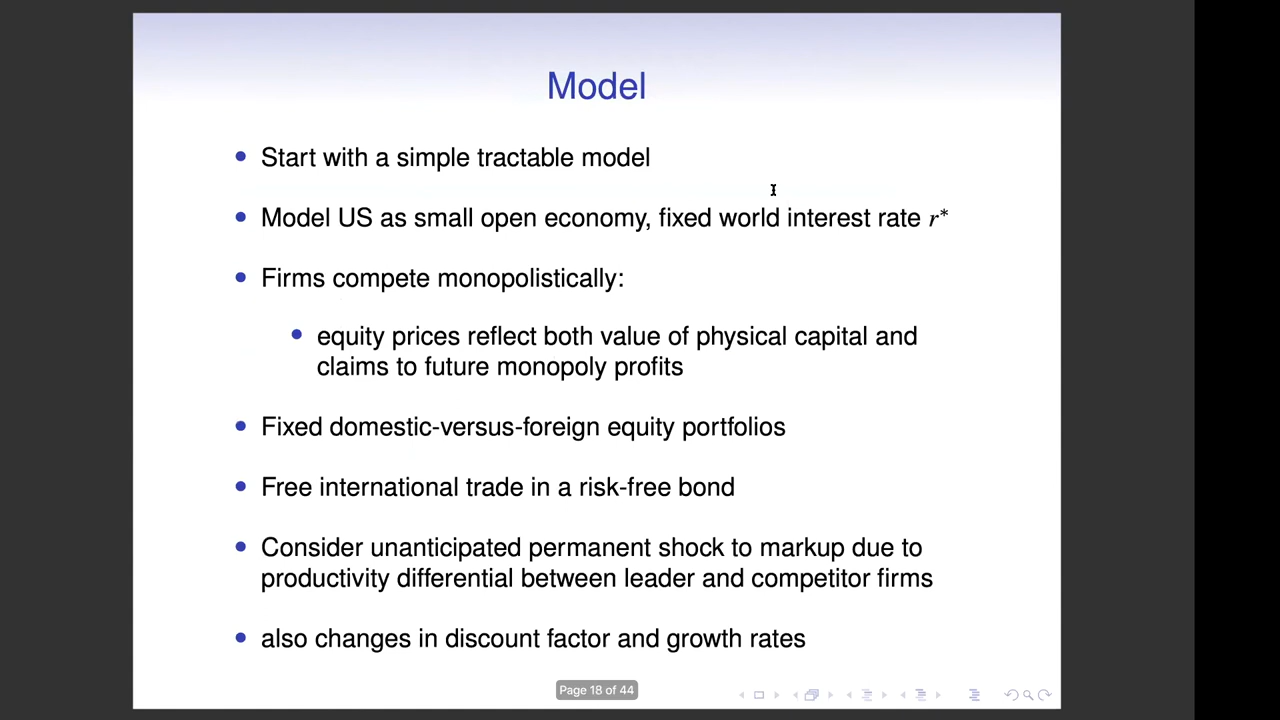 Model
Start with a simple tractable model
Model US as small open economy, fixed world interest rate r*
Firms compete monopolistically:
equity prices reflect both value of physical capital and
claims to future monopoly profits
Fixed domestic-versus-foreign equity portfolios
Free international trade in a risk-free bond
Consider unanticipated permanent shock to markup due to
productivity differential between leader and competitor firms
also changes in discount factor and growth rates
Page 18 of 44